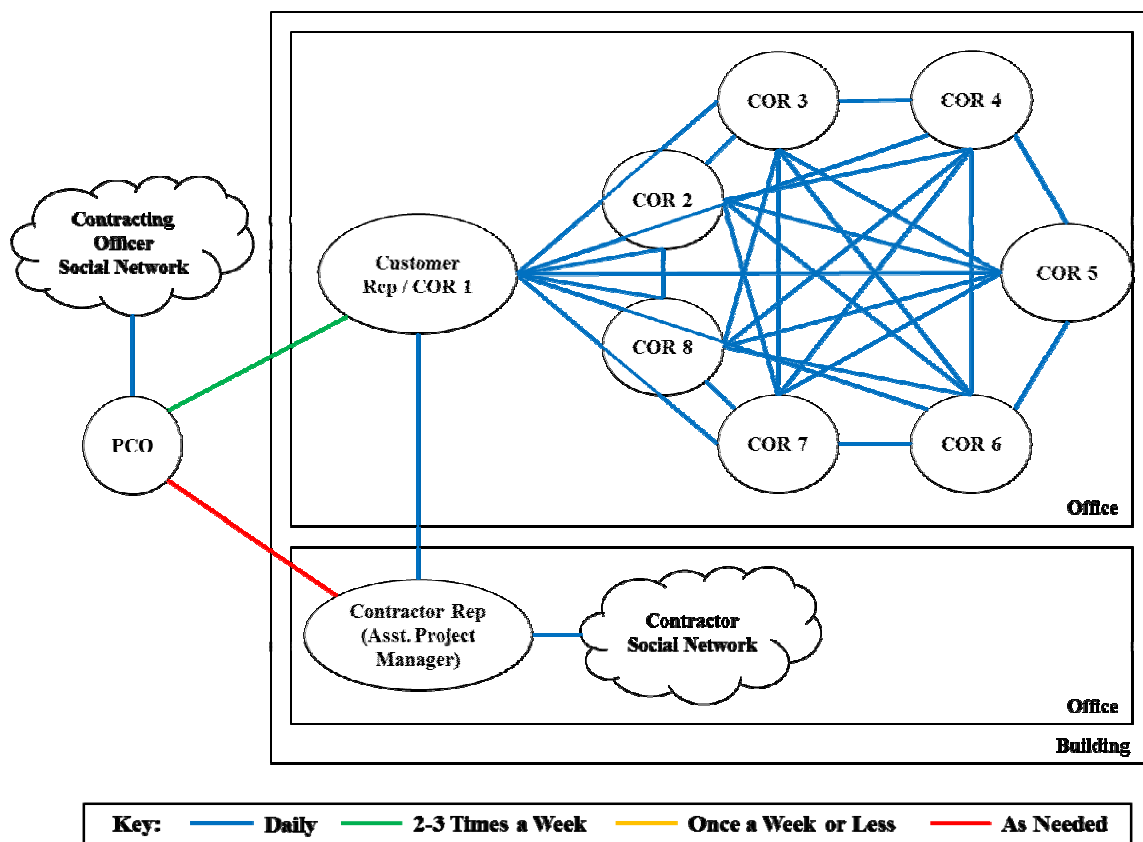 Contracting
Officer
Social Network
PCO
Customer
Rep / COR 1
COR 2
COR 3
COR 4
COR 5
COR 6
COR 7
COR 8
Office
Contractor Rep
(Asst. Project
Manager)
Contractor
Social Network
Office
Building
Key: Daily 2-3 Times a Week Once a Week or Less As Needed